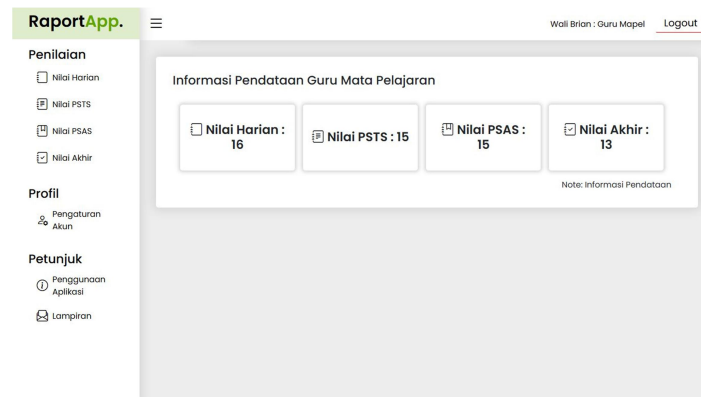 RaportApp.
Wali Brian : Guru Mapel
Logout
Penilaian
Nilai Harian
Nilai PSTS
Nilai PSAS
Nilai Akhir
Profil
Pengaturan
Akun
Petunjuk
Penggunaan
Aplikasi
Lampiran
Informasi Pendataan Guru Mata Pelajaran
Nilai Harian :
16
Nilai PSTS : 15
Nilai PSAS :
15
Nilai Akhir :
13
Note: Informasi Pendataan